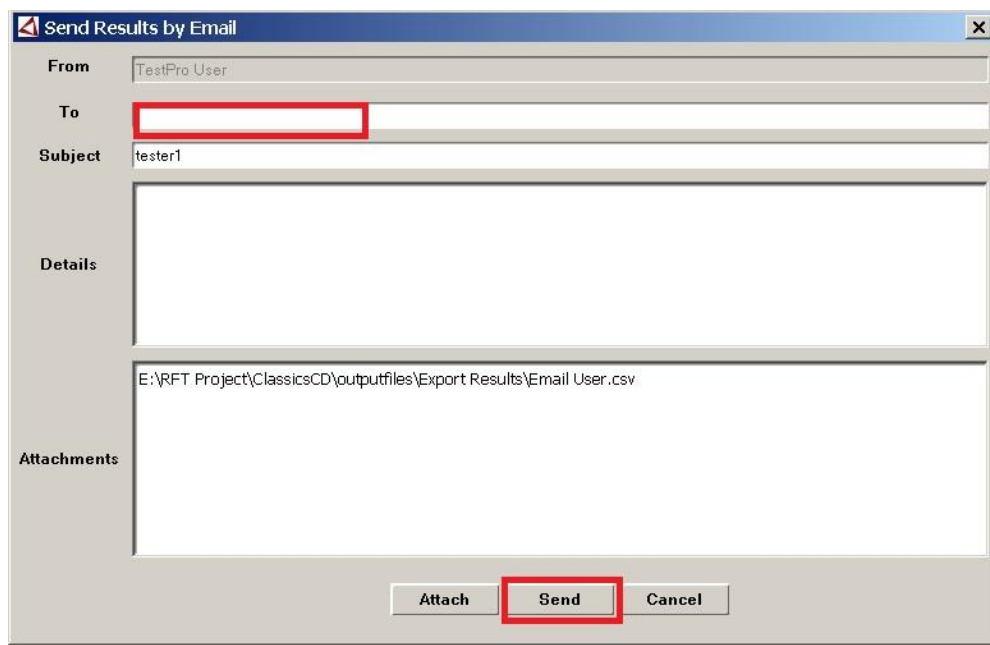 Send Results by Email
From TestPro User
To
Subject tester1
Details
E:\RFT Project\ClassicsCD\outputfiles\Export Results\Email User.csv
Attachments
Attach Send Cancel